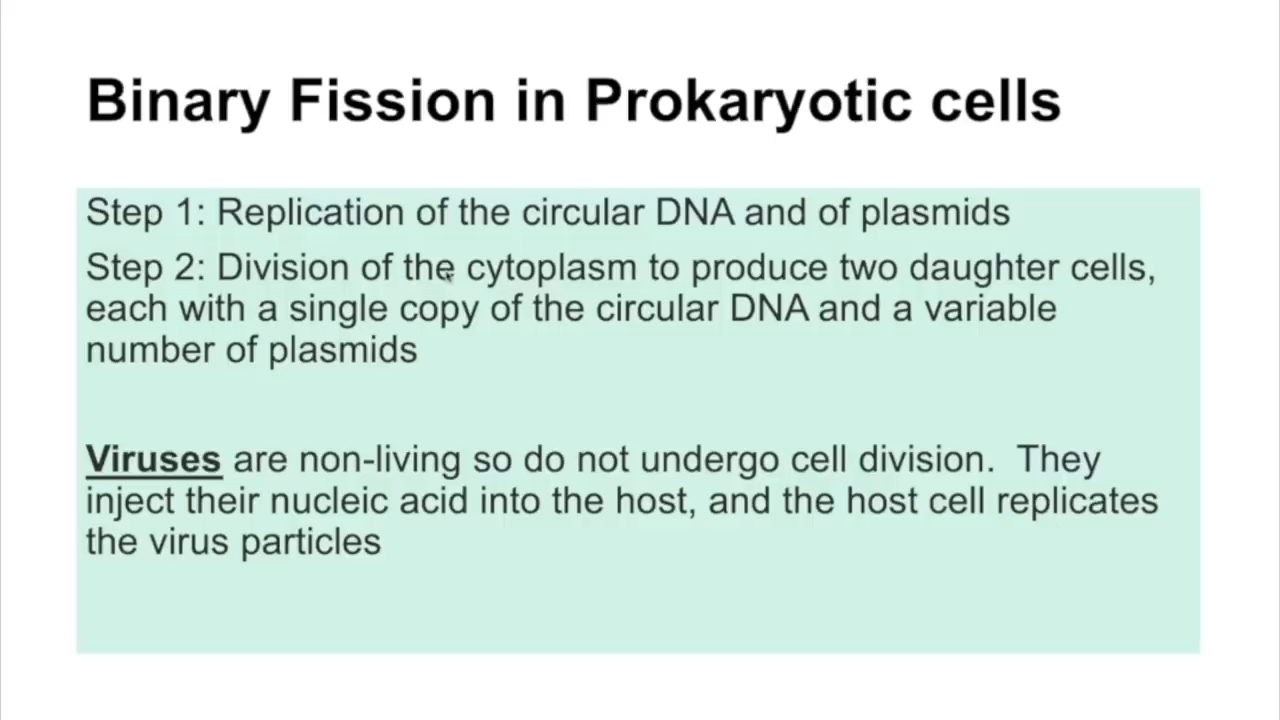 Binary Fission in Prokaryotic cells
Step 1: Replication of the circular DNA and of plasmids
Step 2: Division of the cytoplasm to produce two daughter cells,
each with a single copy of the circular DNA and a variable
number of plasmids
Viruses are non-living so do not undergo cell division.  They
inject their nucleic acid into the host, and the host cell replicates
the virus particles